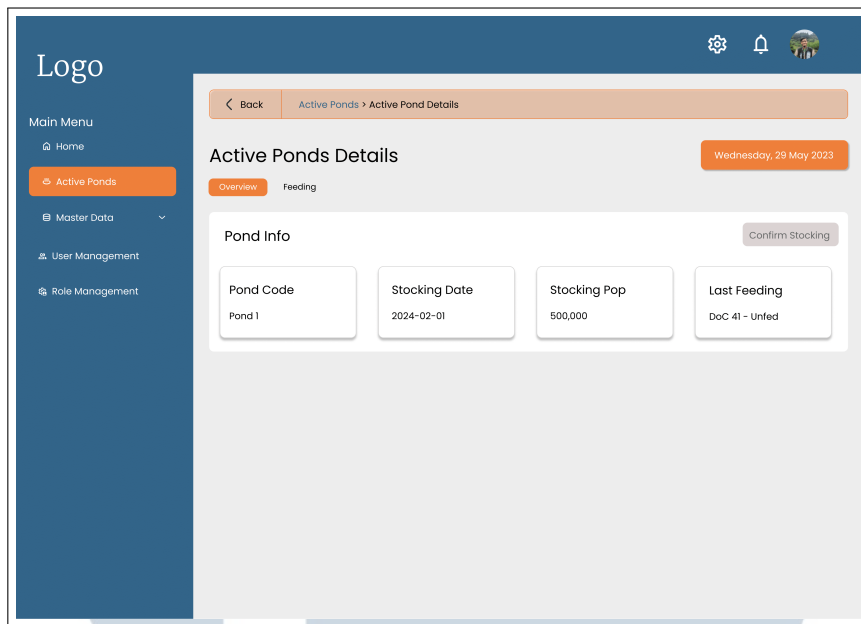 Logo
Main Menu
Home
Active Ponds
Master Data
User Management
Role Management
Back
Active Ponds > Active Pond Details
Active Ponds Details
Wednesday, 29 May 2023
Overview
Feeding
Pond Info
Confirm Stocking
Pond Code
Pond 1
Stocking Date
2024-02-01
Stocking Pop
500,000
Last Feeding
DoC 41 - Unfed